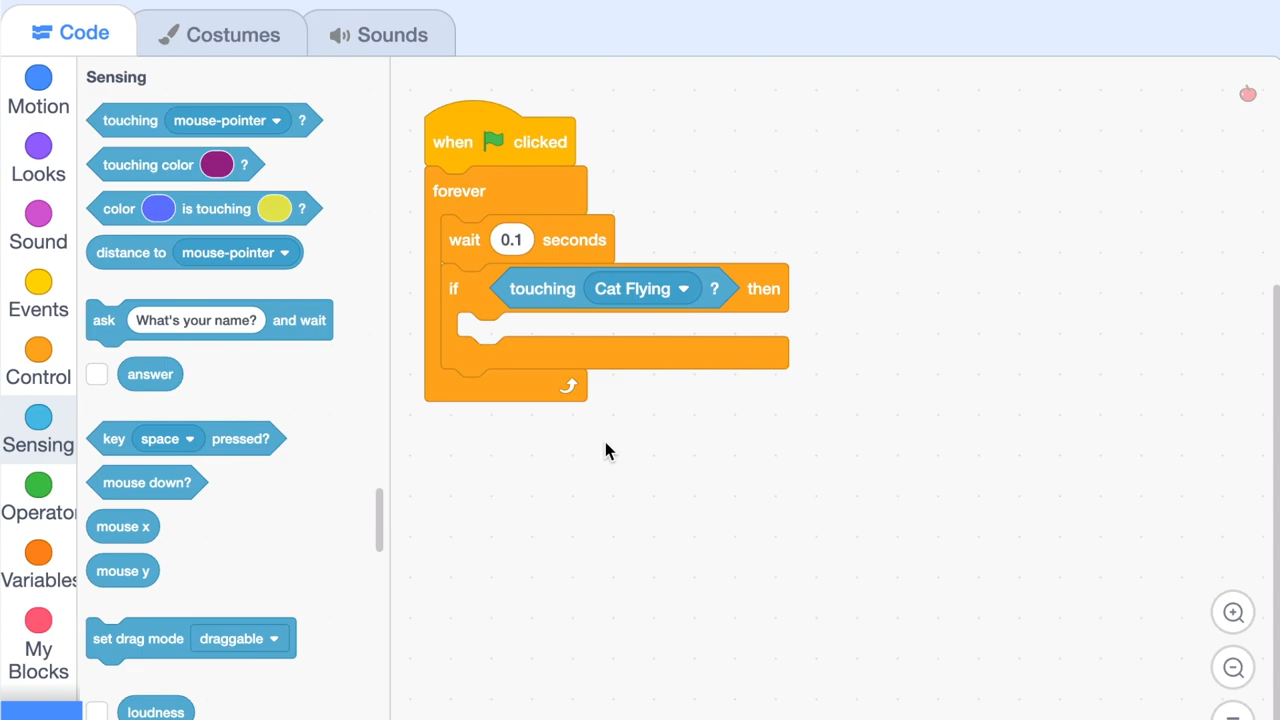 Code
Costumes
Sounds
Motion
Looks
Sound
Events
Control
Sensing
Operato
Variables
My
Blocks
Sensing
touching mouse-pointer ?
touching color ?
color is touching ?
distance to mouse-pointer
ask What's your name? and wait
answer
key space pressed?
mouse down?
mouse x
mouse y
set drag mode draggable
loudness
when clicked
forever
wait 0.1 seconds
if touching Cat Flying ? then